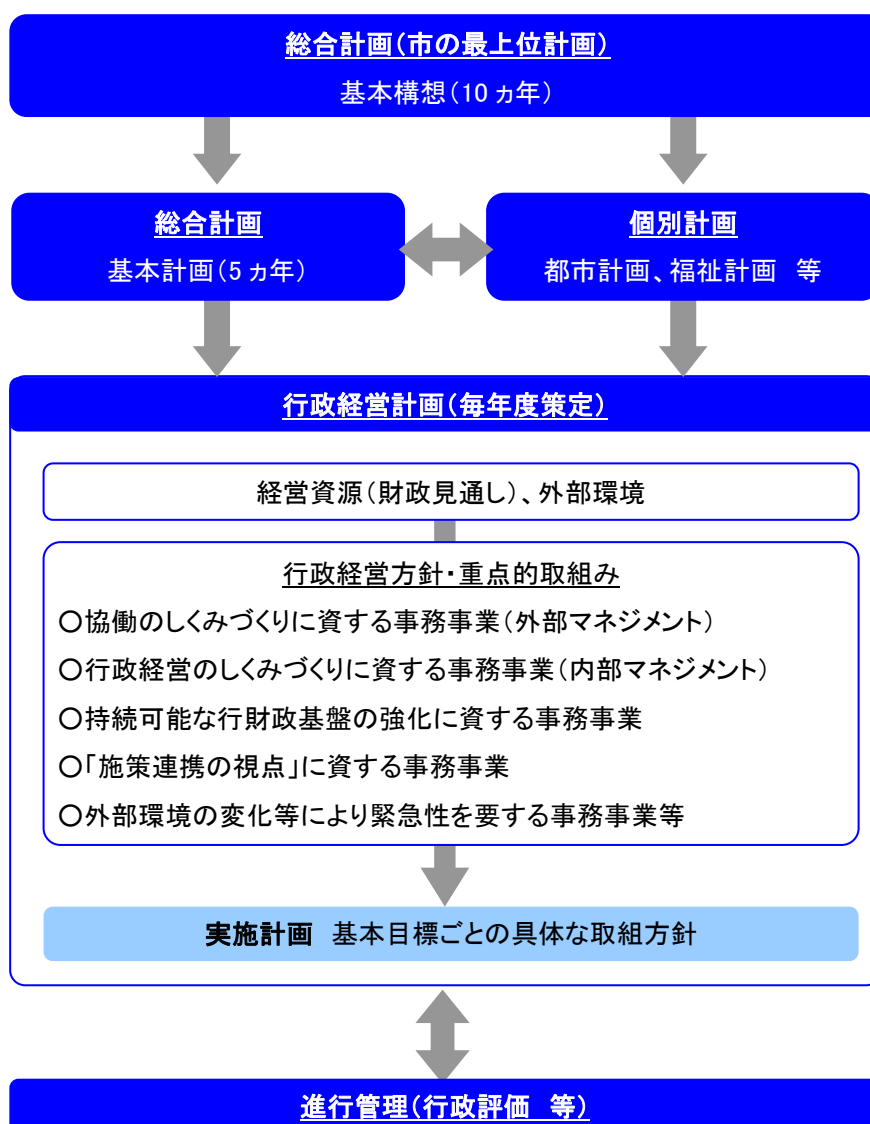 総合計画(市の最上位計画)
基本構想(10 ヵ年)
総合計画
基本計画(5 ヵ年)
個別計画
都市計画、福祉計画　等
行政経営計画(毎年度策定)
経営資源(財政見通し)、外部環境
行政経営方針・重点的取組み
〇協働のしくみづくりに資する事務事業(外部マネジメント)
〇行政経営のしくみづくりに資する事務事業(内部マネジメント)
〇持続可能な行財政基盤の強化に資する事務事業
〇「施策連携の視点」に資する事務事業
〇外部環境の変化等により緊急性を要する事務事業等
実施計画　基本目標ごとの具体な取組方針
進行管理(行政評価　等)